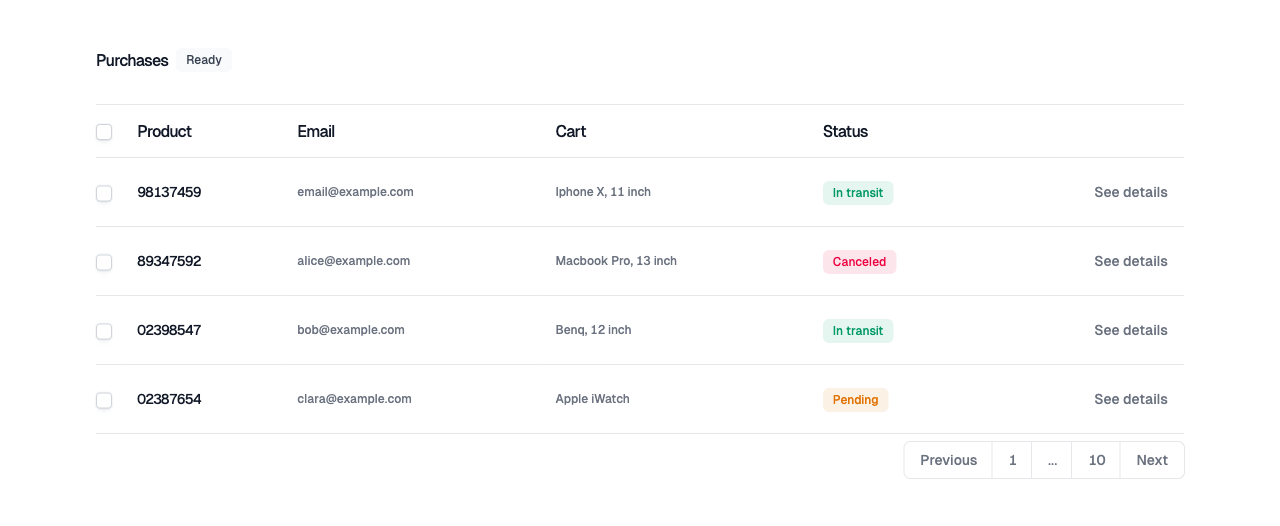 Purchases Ready
Product Email Cart Status
98137459 email@example.com Iphone X, 11 inch In transit See details
89347592 alice@example.com Macbook Pro, 13 inch Canceled See details
02398547 bob@example.com Benq, 12 inch In transit See details
02387654 clara@example.com Apple iWatch Pending See details
Previous 1 ... 10 Next